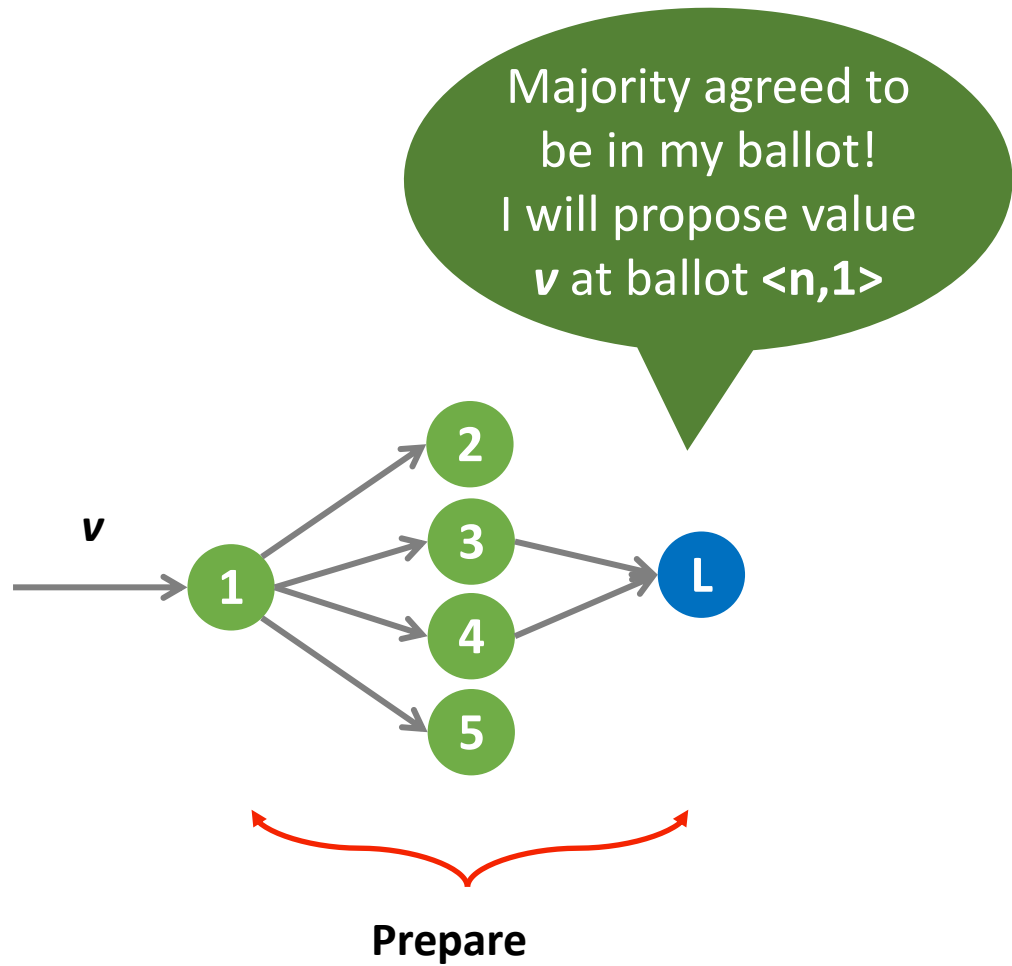 Majority agreed to
be in my ballot!
I will propose value
v at ballot <n,1>
v
1
2
3
4
5
L
Prepare